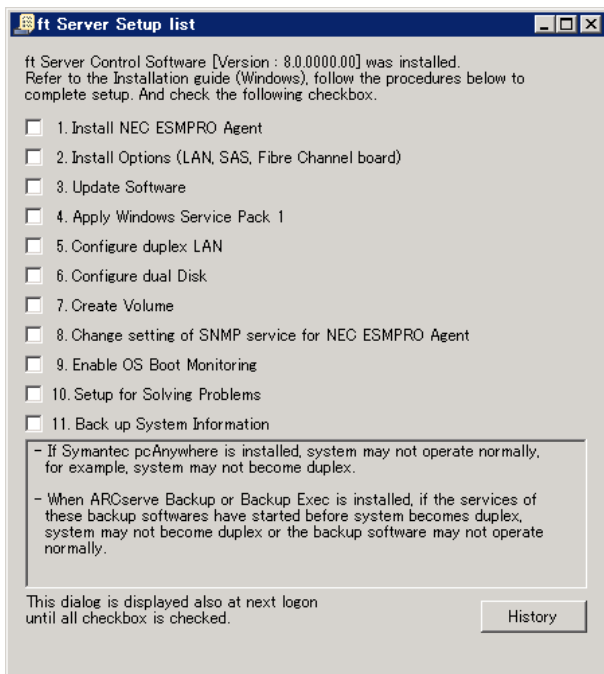 ft Server Setup list
ft Server Control Software [Version : 8.0.0000.00] was installed.
Refer to the Installation guide (Windows), follow the procedures below to
complete setup. And check the following checkbox.
1. Install NEC ESMPRO Agent
2. Install Options (LAN, SAS, Fibre Channel board)
3. Update Software
4. Apply Windows Service Pack 1
5. Configure duplex LAN
6. Configure dual Disk
7. Create Volume
8. Change setting of SNMP service for NEC ESMPRO Agent
9. Enable OS Boot Monitoring
10. Setup for Solving Problems
11. Back up System Information
- If Symantec pcAnywhere is installed, system may not operate normally,
for example, system may not become duplex.
- When ARCserve Backup or Backup Exec is installed, if the services of
these backup softwares have started before system becomes duplex,
system may not become duplex or the backup software may not operate
normally.
This dialog is displayed also at next logon
until all checkbox is checked.
History